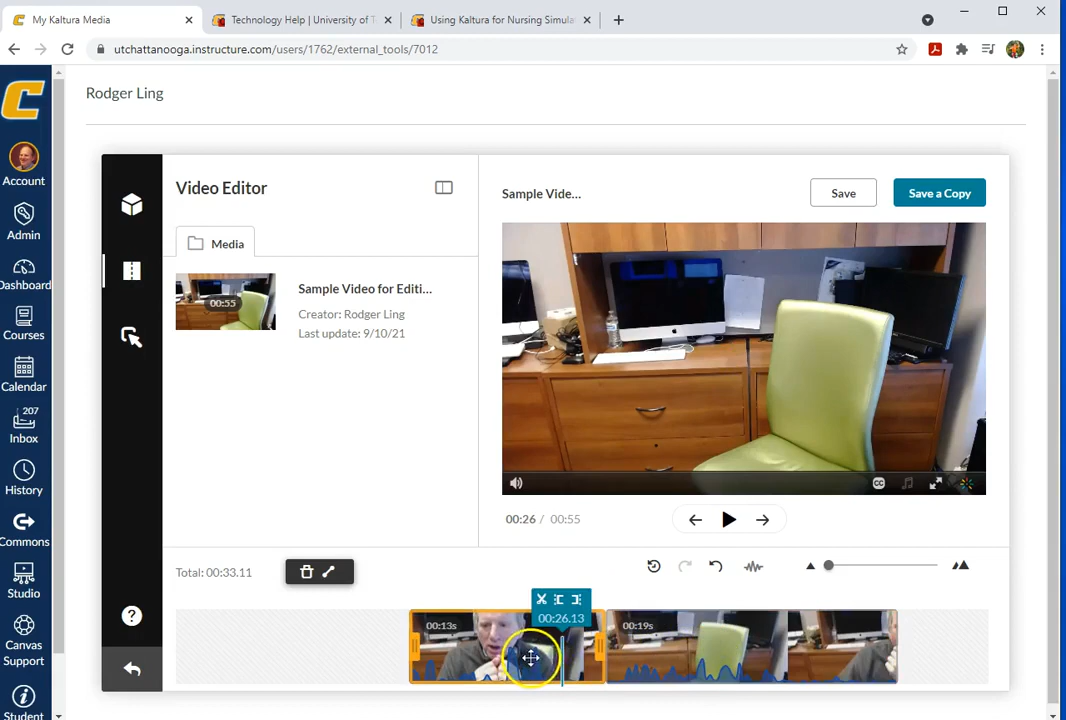 My Kaltura Media
Technology Help | University of T
Using Kaltura for Nursing Simula
utchattanooga.instructure.com/users/1762/external_tools/7012
C
Account
Admin
Dashboard
Courses
Calendar
207
Inbox
History
Commons
Studio
Canvas
Support
Student
Rodger Ling
Video Editor
Media
00:55
Sample Video for Editi...
Creator: Rodger Ling
Last update: 9/10/21
Sample Vide...
Save
Save a Copy
CC
00:26 / 00:55
Total: 00:33.11
00:26.13
00:13s
00:19s